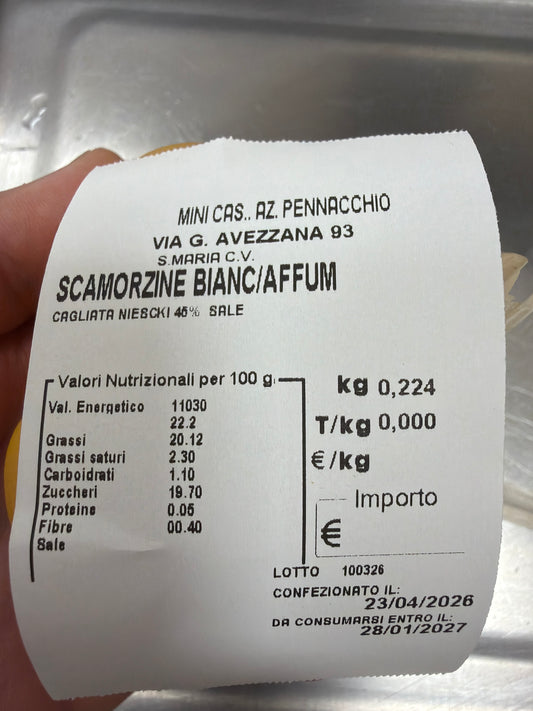 MINI CAS.. AZ. PENNACCHIO
VIA G. AVEZZANA 93
S.MARIA C.V.
SCAMORZINE BIANC/AFFUM
CAGLIATA NIESCKI 45% SALE
Valori Nutrizionali per 100 g.
Val. Energetico 11030
22.2
Grassi 20.12
Grassi saturi 2.30
Carboidrati 1.10
Zuccheri 19.70
Proteine 0.05
Fibre 00.40
Sale
kg 0,224
T/kg 0,000
€/kg
Importo
€
LOTTO 100326
CONFEZIONATO IL:
23/04/2026
DA CONSUMARSI ENTRO IL:
28/01/2027